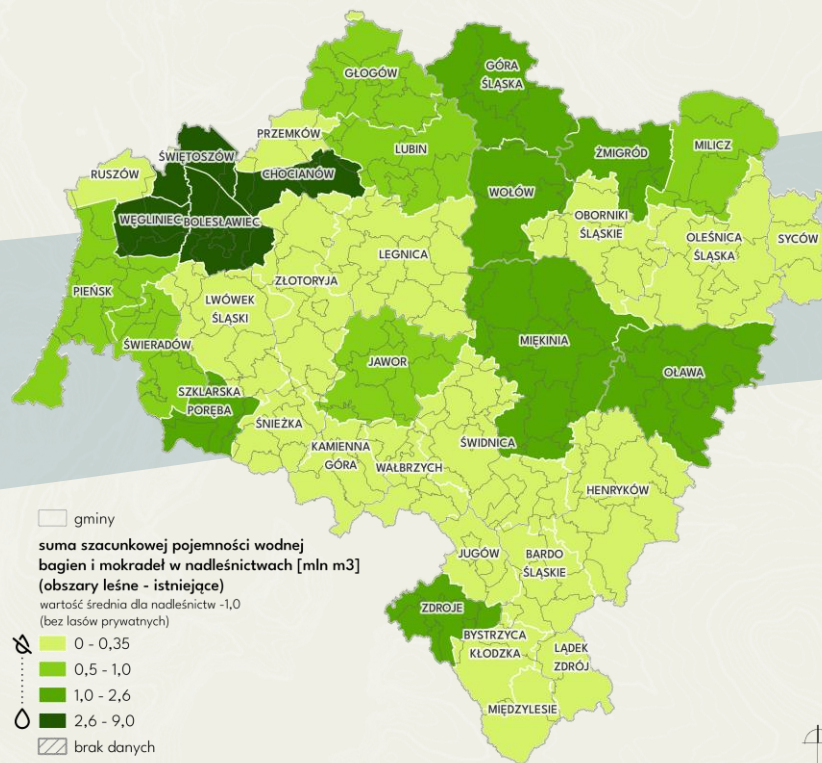 GŁOGÓW
GÓRA
ŚLĄSKA
PRZEMKÓW
LUBIN
ŻMIGRÓD
MILICZ
ŚWIĘTOSZÓW
RUSZÓW
CHOCIANÓW
WOŁÓW
WĘGLINIEC
BOLESŁAWIEC
OBORNIKI
ŚLĄSKIE
OLEŚNICA
ŚLĄSKA
SYCÓW
LEGNICA
ZŁOTORYJA
PIEŃSK
LWÓWEK
ŚLĄSKI
ŚWIERADÓW
MIĘKINIA
JAWOR
OŁAWA
SZKLARSKA
PORĘBA
ŚNIEŻKA
KAMIENNA
GÓRA
WAŁBRZYCH
ŚWIDNICA
HENRYKÓW
JUGÓW
BARDO
ŚLĄSKIE
ZDROJE
BYSTRZYCA
KŁODZKA
LĄDEK
ZDRÓJ
MIĘDZYLESIE
gminy
suma szacunkowej pojemności wodnej
bagien i mokradeł w nadleśnictwach [mln m3]
(obszary leśne - istniejące)
wartość średnia dla nadleśnictw -1,0
(bez lasów prywatnych)
0 - 0,35
0,5 - 1,0
1,0 - 2,6
2,6 - 9,0
brak danych